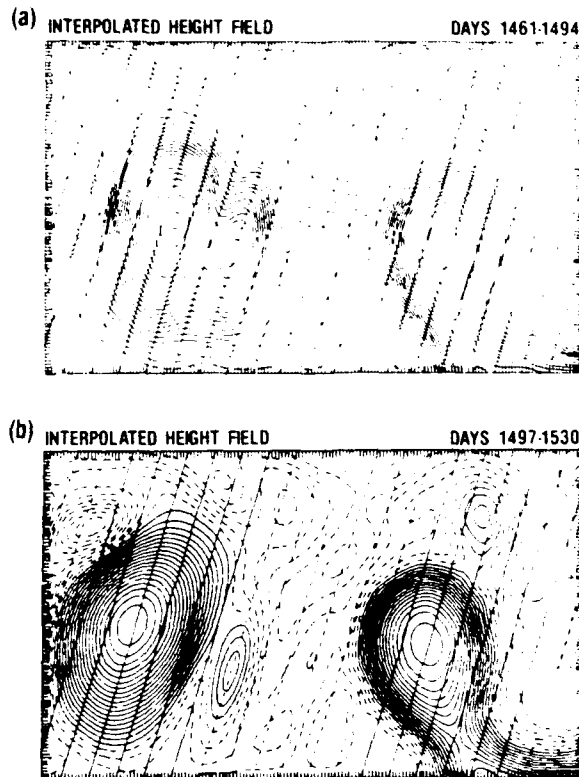 (a) INTERPOLATED HEIGHT FIELD DAYS 1461-1494
(b) INTERPOLATED HEIGHT FIELD DAYS 1497-1530